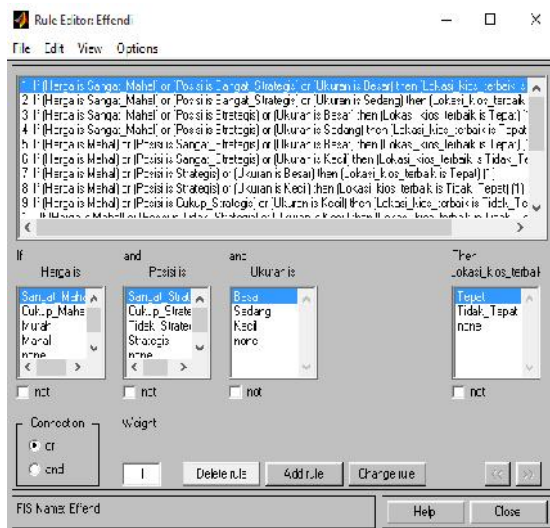 Rule Editor: Effendi
File Edit View Options
1 If (Harga is Sangat_Mahal) or (Posisi is Sangat_Strategis) or (Ukuran is Besar) then (Lokasi_kios_terbaik is
2 If (Harga is Sangat_Mahal) or (Posisi is Sangat_Strategis) or (Ukuran is Sedang) then (Lokasi_kios_terbaik
3 If (Harga is Sangat_Mahal) or (Posisi is Strategis) or (Ukuran is Besar) then (Lokasi_kios_terbaik is Tepat)
4 If (Harga is Sangat_Mahal) or (Posisi is Strategis) or (Ukuran is Sedang) then (Lokasi_kios_terbaik is Tepat
5 If (Harga is Mahal) or (Posisi is Sangat_Strategis) or (Ukuran is Besar) then (Lokasi_kios_terbaik is Tepat)
6 If (Harga is Mahal) or (Posisi is Sangat_Strategis) or (Ukuran is Kecil) then (Lokasi_kios_terbaik is Tidak_Te
7 If (Harga is Mahal) or (Posisi is Strategis) or (Ukuran is Besar) then (Lokasi_kios_terbaik is Tepat) (1)
8 If (Harga is Mahal) or (Posisi is Strategis) or (Ukuran is Kecil) then (Lokasi_kios_terbaik is Tidak_Tepat) (1)
9 If (Harga is Mahal) or (Posisi is Cukup_Strategis) or (Ukuran is Kecil) then (Lokasi_kios_terbaik is Tidak_Te
If and and Then
Harga is Posisi is Ukuran is Lokasi_kios_terbaik
Sangat_Maha Sangat_Strat Besar Tepat
Cukup_Maha Cukup_Strate Sedang Tidak_Tepat
Murah Tidak_Strate Kecil none
Mahal Strategis none
none none
not not not not
Connection Weight
or
and 1 Delete rule Add rule Change rule << >>
FIS Name: Effendi Help Close